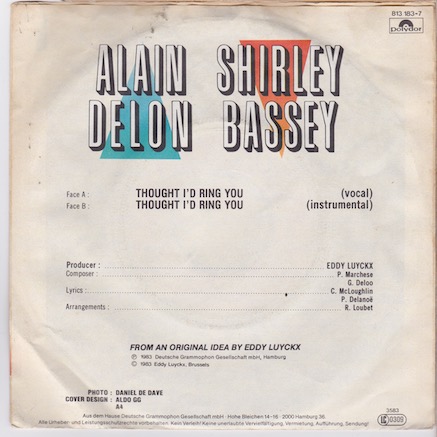 813 183-7
polydor
ALAIN SHIRLEY
DELON BASSEY
Face A : THOUGHT I'D RING YOU (vocal)
Face B : THOUGHT I'D RING YOU (instrumental)
Producer : EDDY LUYCKX
Composer : P. Marchese
G. Deloo
Lyrics : C. McLoughlin
P. Delanoë
Arrangements : R. Loubet
FROM AN ORIGINAL IDEA BY EDDY LUYCKX
Ⓟ 1983 Deutsche Grammophon Gesellschaft mbH, Hamburg
© 1983 Eddy Luyckx, Brussels
PHOTO : DANIEL DE DAVE
COVER DESIGN : ALDO GG
A4
3583
LC 0309
Aus dem Hause Deutsche Grammophon Gesellschaft mbH · Hohe Bleichen 14-16 · 2000 Hamburg 36
Alle Urheber- und Leistungsschutzrechte vorbehalten. Kein Verleih! Keine unerlaubte Vervielfältigung, Vermietung, Aufführung, Sendung!